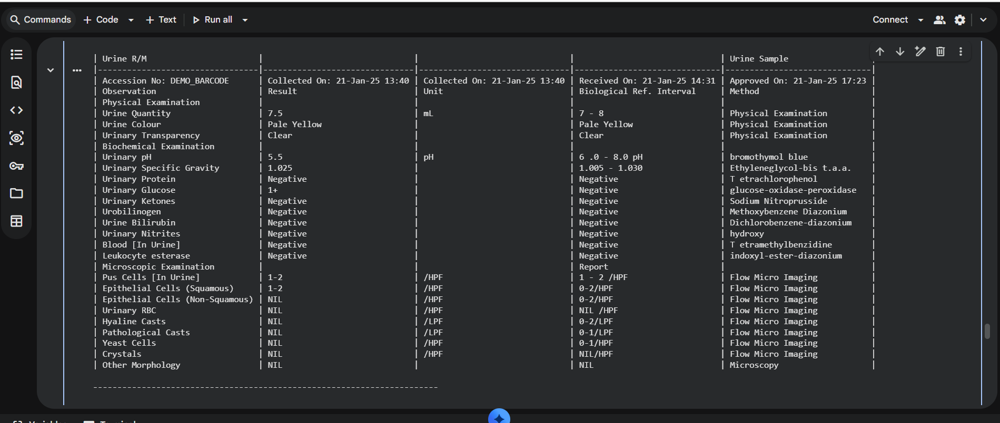 Commands + Code + Text Run all Connect
| Urine R/M | | | | Urine Sample
|---------------------------------|-------------------------------|-------------------------------|------------------------------|------------------------------|
| Accession No: DEMO_BARCODE | Collected On: 21-Jan-25 13:40 | Collected On: 21-Jan-25 13:40 | Received On: 21-Jan-25 14:31 | Approved On: 21-Jan-25 17:23 |
| Observation | Result | Unit | Biological Ref. Interval | Method |
| Physical Examination | | | | |
| Urine Quantity | 7.5 | mL | 7 - 8 | Physical Examination |
| Urine Colour | Pale Yellow | | Pale Yellow | Physical Examination |
| Urinary Transparency | Clear | | Clear | Physical Examination |
| Biochemical Examination | | | | |
| Urinary pH | 5.5 | pH | 6 .0 - 8.0 pH | bromothymol blue |
| Urinary Specific Gravity | 1.025 | | 1.005 - 1.030 | Ethyleneglycol-bis t.a.a. |
| Urinary Protein | Negative | | Negative | T etrachlorophenol |
| Urinary Glucose | 1+ | | Negative | glucose-oxidase-peroxidase |
| Urinary Ketones | Negative | | Negative | Sodium Nitroprusside |
| Urobilinogen | Negative | | Negative | Methoxybenzene Diazonium |
| Urine Bilirubin | Negative | | Negative | Dichlorobenzene-diazonium |
| Urinary Nitrites | Negative | | Negative | hydroxy |
| Blood [In Urine] | Negative | | Negative | T etramethylbenzidine |
| Leukocyte esterase | Negative | | Negative | indoxyl-ester-diazonium |
| Microscopic Examination | | | Report | |
| Pus Cells [In Urine] | 1-2 | /HPF | 1 - 2 /HPF | Flow Micro Imaging |
| Epithelial Cells (Squamous) | 1-2 | /HPF | 0-2/HPF | Flow Micro Imaging |
| Epithelial Cells (Non-Squamous) | NIL | /HPF | 0-2/HPF | Flow Micro Imaging |
| Urinary RBC | NIL | /HPF | NIL /HPF | Flow Micro Imaging |
| Hyaline Casts | NIL | /LPF | 0-2/LPF | Flow Micro Imaging |
| Pathological Casts | NIL | /LPF | 0-1/LPF | Flow Micro Imaging |
| Yeast Cells | NIL | /HPF | 0-1/HPF | Flow Micro Imaging |
| Crystals | NIL | /HPF | NIL/HPF | Flow Micro Imaging |
| Other Morphology | NIL | | NIL | Microscopy |
-----------------------------------------------------------------------